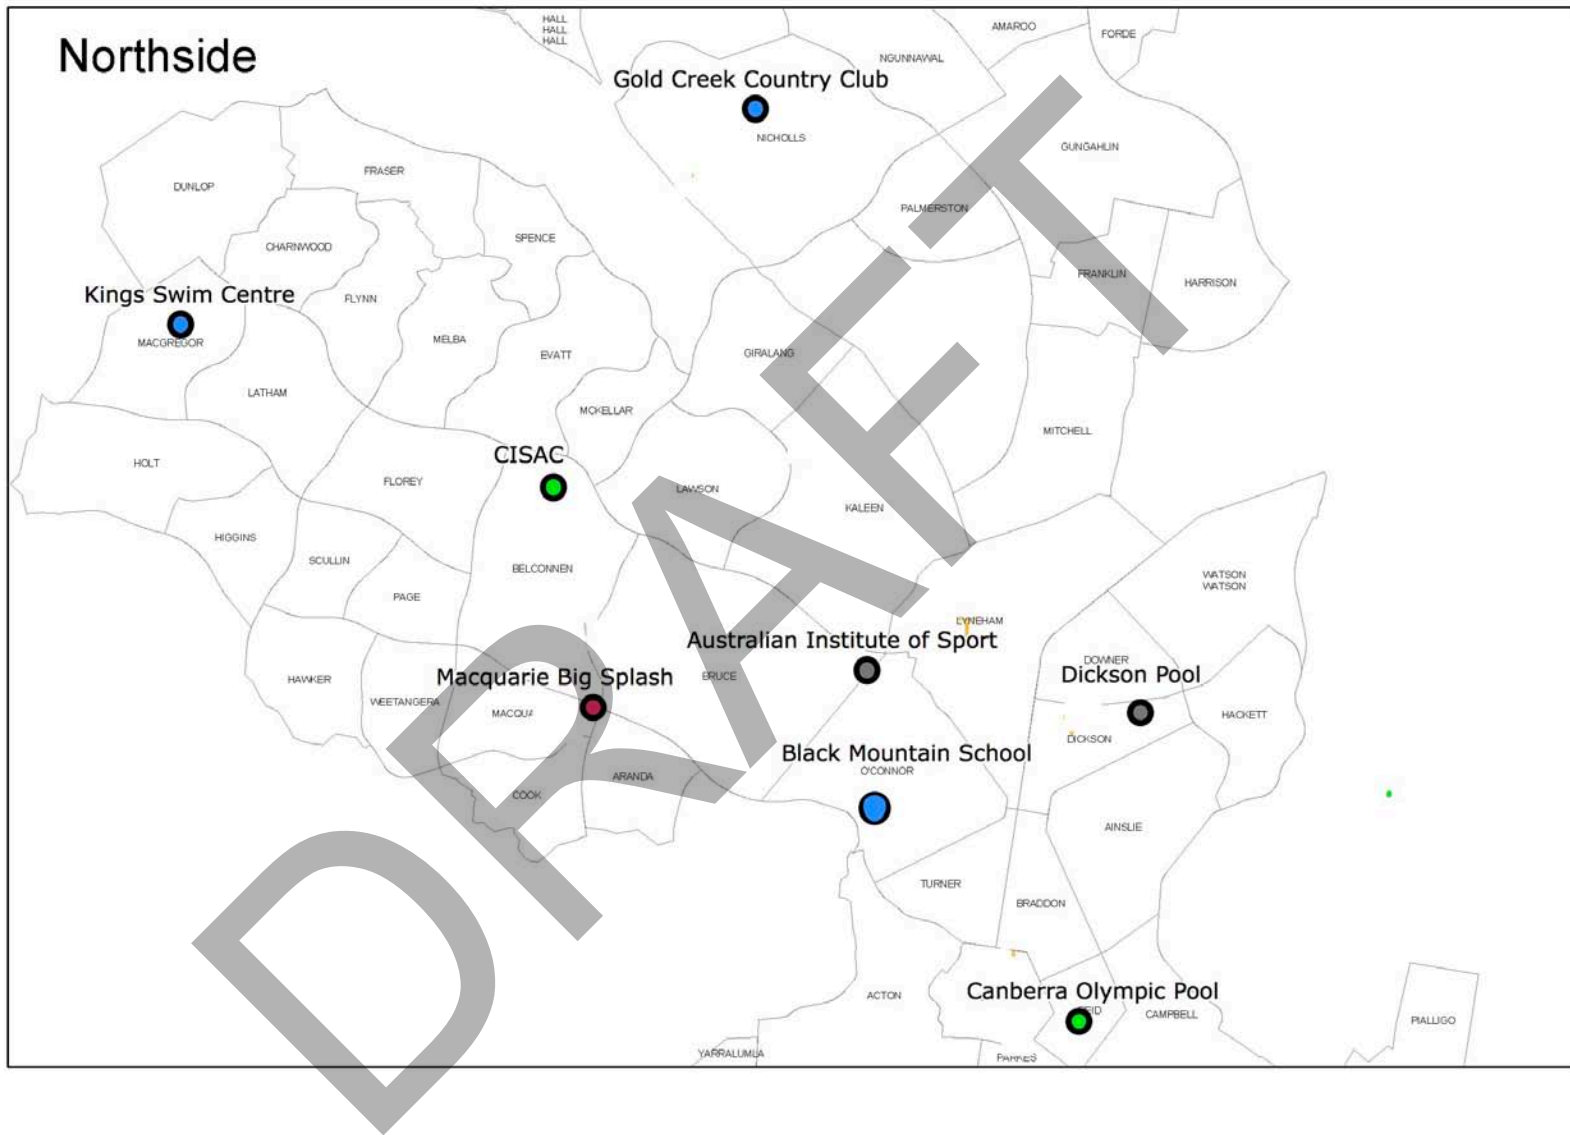 Northside
HALL
HALL
HALL
AMAROO
FORDE
NGUNNAWAL
Gold Creek Country Club
NICHOLLS
GUNGAHLIN
FRASER
DUNLOP
PALMERSTON
SPENCE
CHARNWOOD
FRANKLIN
HARRISON
Kings Swim Centre
FLYNN
MACGREGOR
MELBA
EVATT
GIRALANG
LATHAM
MCKELLAR
MITCHELL
CISAC
HOLT
FLOREY
LAWSON
KALEEN
HIGGINS
SCULLIN
BELCONNEN
WATSON
WATSON
PAGE
LYNEHAM
Australian Institute of Sport
DOWNER
Macquarie Big Splash
BRUCE
Dickson Pool
HAWKER
WEETANGERA
MACQUA
HACKETT
DICKSON
Black Mountain School
O'CONNOR
ARANDA
COOK
AINSLIE
TURNER
BRADDON
Canberra Olympic Pool
ACTON
CAMPBELL
PIALLIGO
YARRALUMLA
PARKES
DRAFT